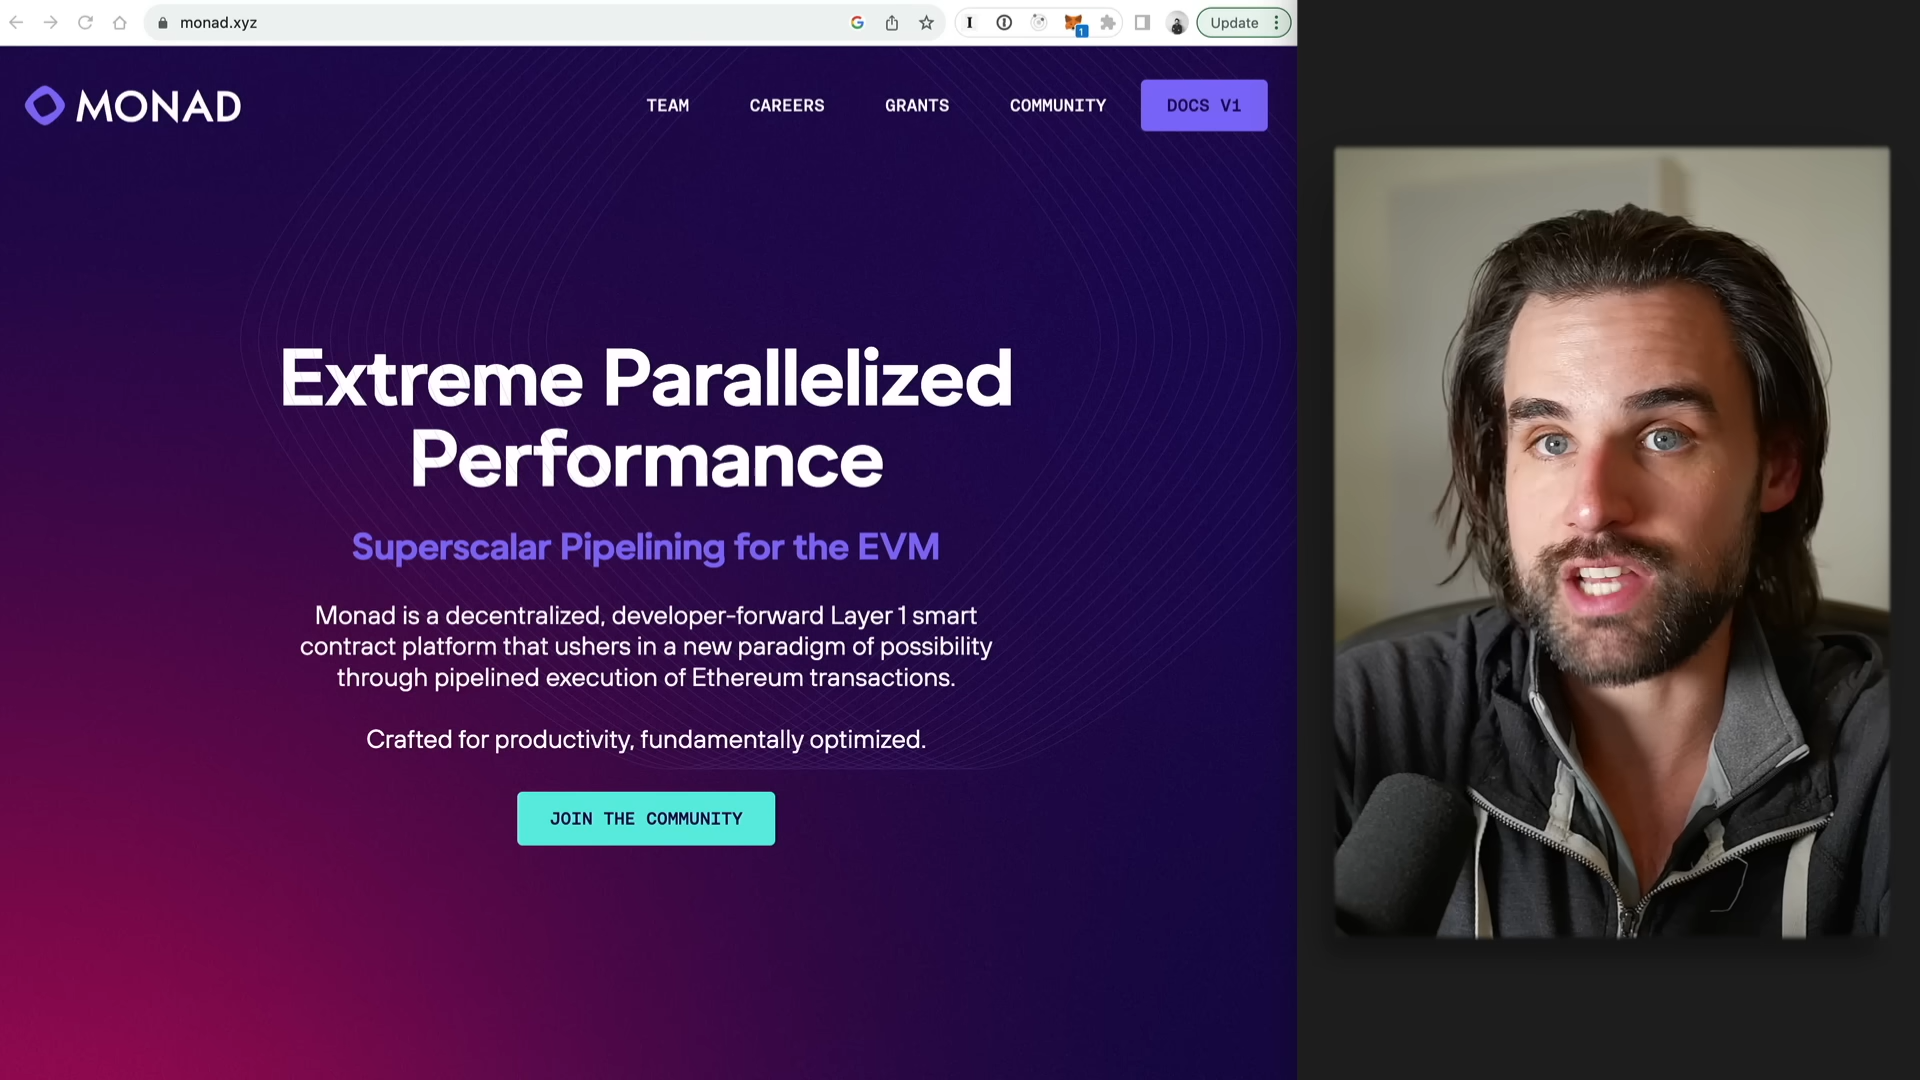 monad.xyz
1
Update
MONAD
TEAM
CAREERS
GRANTS
COMMUNITY
DOCS V1
Extreme Parallelized
Performance
Superscalar Pipelining for the EVM
Monad is a decentralized, developer-forward Layer 1 smart
contract platform that ushers in a new paradigm of possibility
through pipelined execution of Ethereum transactions.
Crafted for productivity, fundamentally optimized.
JOIN THE COMMUNITY